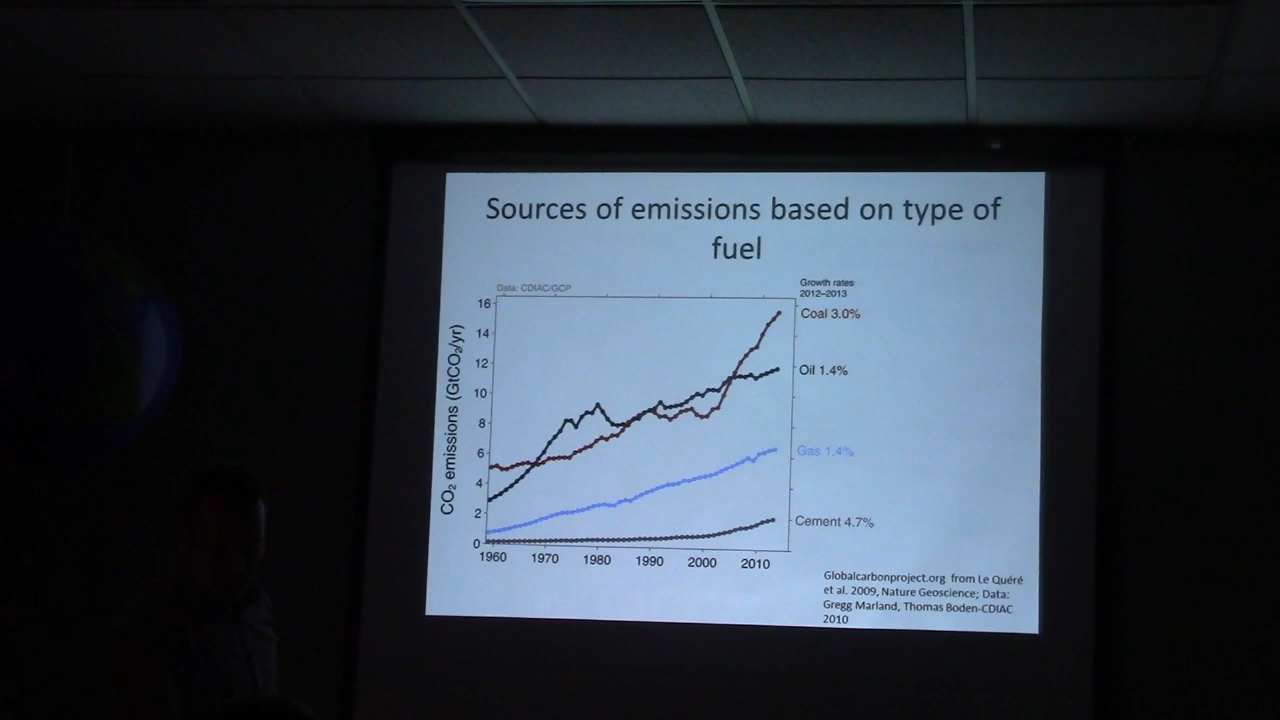 Sources of emissions based on type of
fuel
Data: CDIAC/GCP
Growth rates
2012–2013
CO₂ emissions (GtCO₂/yr)
16
14
12
10
8
6
4
2
0
1960 1970 1980 1990 2000 2010
Coal 3.0%
Oil 1.4%
Gas 1.4%
Cement 4.7%
Globalcarbonproject.org from Le Quéré
et al. 2009, Nature Geoscience; Data:
Gregg Marland, Thomas Boden-CDIAC
2010